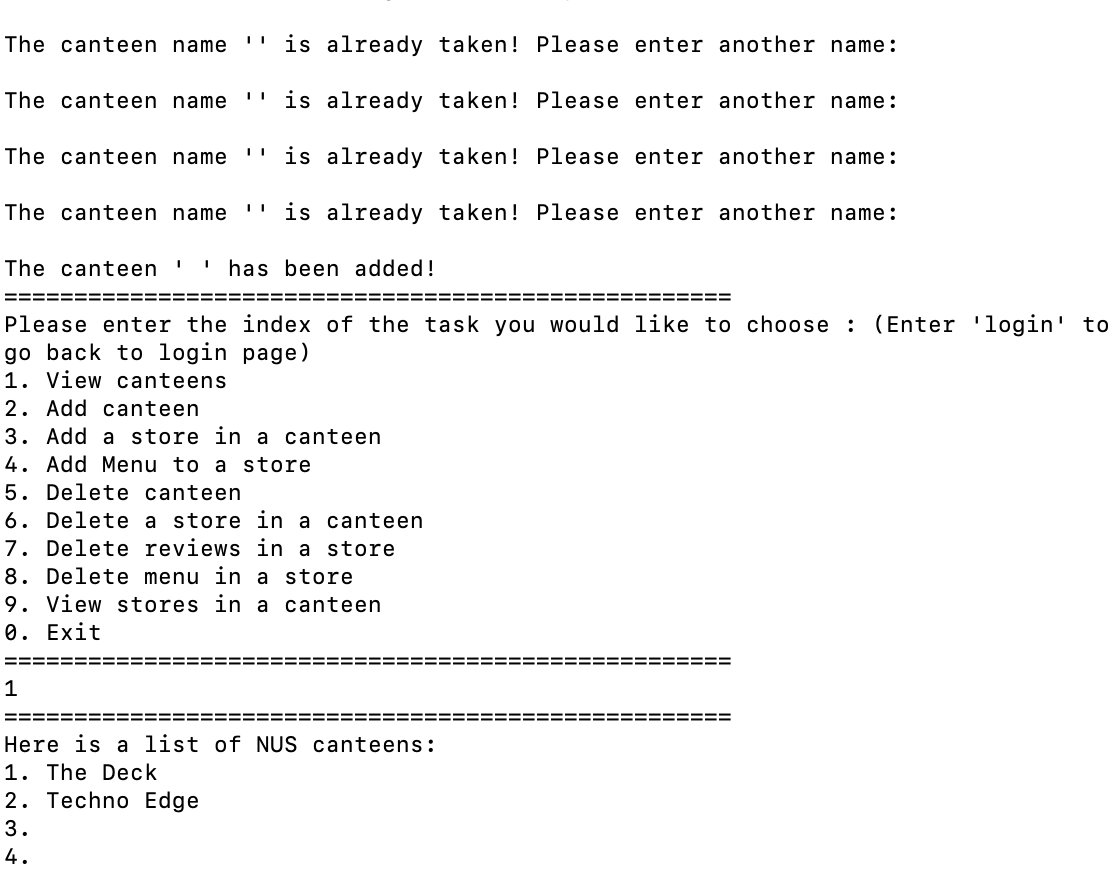 The canteen name '' is already taken! Please enter another name:
The canteen name '' is already taken! Please enter another name:
The canteen name '' is already taken! Please enter another name:
The canteen name '' is already taken! Please enter another name:
The canteen ' ' has been added!
====================================================
Please enter the index of the task you would like to choose : (Enter 'login' to
go back to login page)
1. View canteens
2. Add canteen
3. Add a store in a canteen
4. Add Menu to a store
5. Delete canteen
6. Delete a store in a canteen
7. Delete reviews in a store
8. Delete menu in a store
9. View stores in a canteen
0. Exit
====================================================
1
====================================================
Here is a list of NUS canteens:
1. The Deck
2. Techno Edge
3.
4.